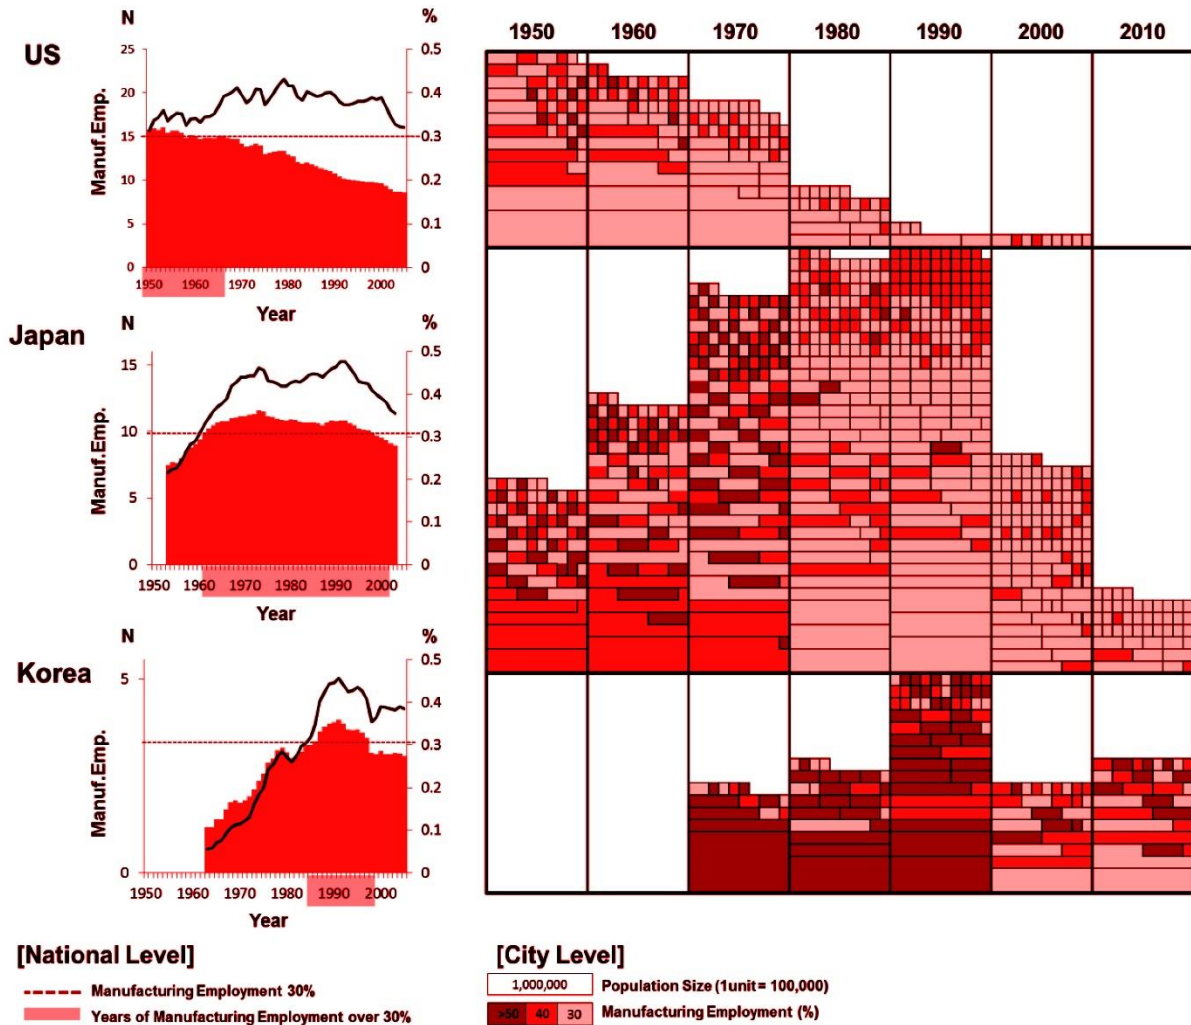 N %
1950 1960 1970 1980 1990 2000 2010
US
25 0.5
20 0.4
15 0.3
10 0.2
5 0.1
0 0
Manuf.Emp.
1950 1960 1970 1980 1990 2000
Year
N %
Japan
15 0.5
0.4
10 0.3
0.2
5 0.1
0 0
Manuf.Emp.
1950 1960 1970 1980 1990 2000
Year
N %
Korea
5 0.5
0.4
0.3
0.2
0.1
0 0
Manuf.Emp.
1950 1960 1970 1980 1990 2000
Year
[National Level]
Manufacturing Employment 30%
Years of Manufacturing Employment over 30%
[City Level]
1,000,000 Population Size (1unit= 100,000)
>50 40 30 Manufacturing Employment (%)